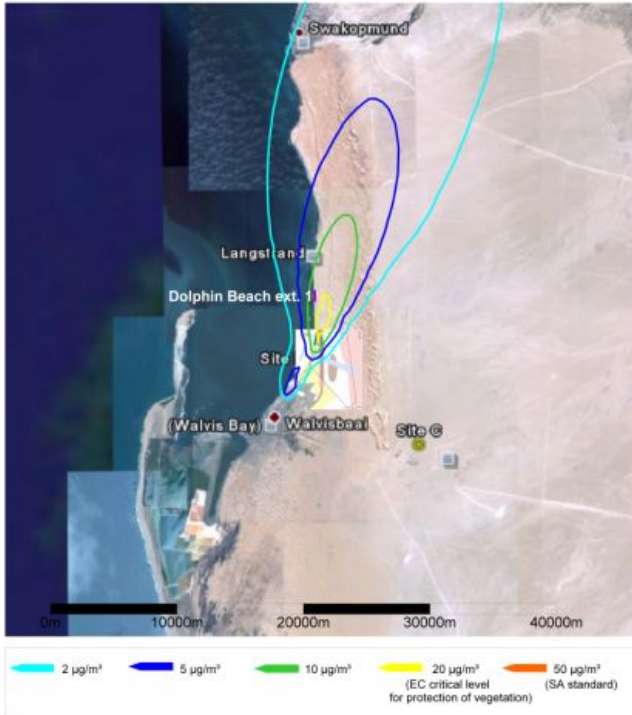 Swakopmund
Langstrand
Dolphin Beach ext. 1
Site
(Walvis Bay) Walvisbaai
Site C
0m 10000m 20000m 30000m 40000m
2 µg/m³ 5 µg/m³ 10 µg/m³ 20 µg/m³ 50 µg/m³
(EC critical level (SA standard)
for protection of vegetation)